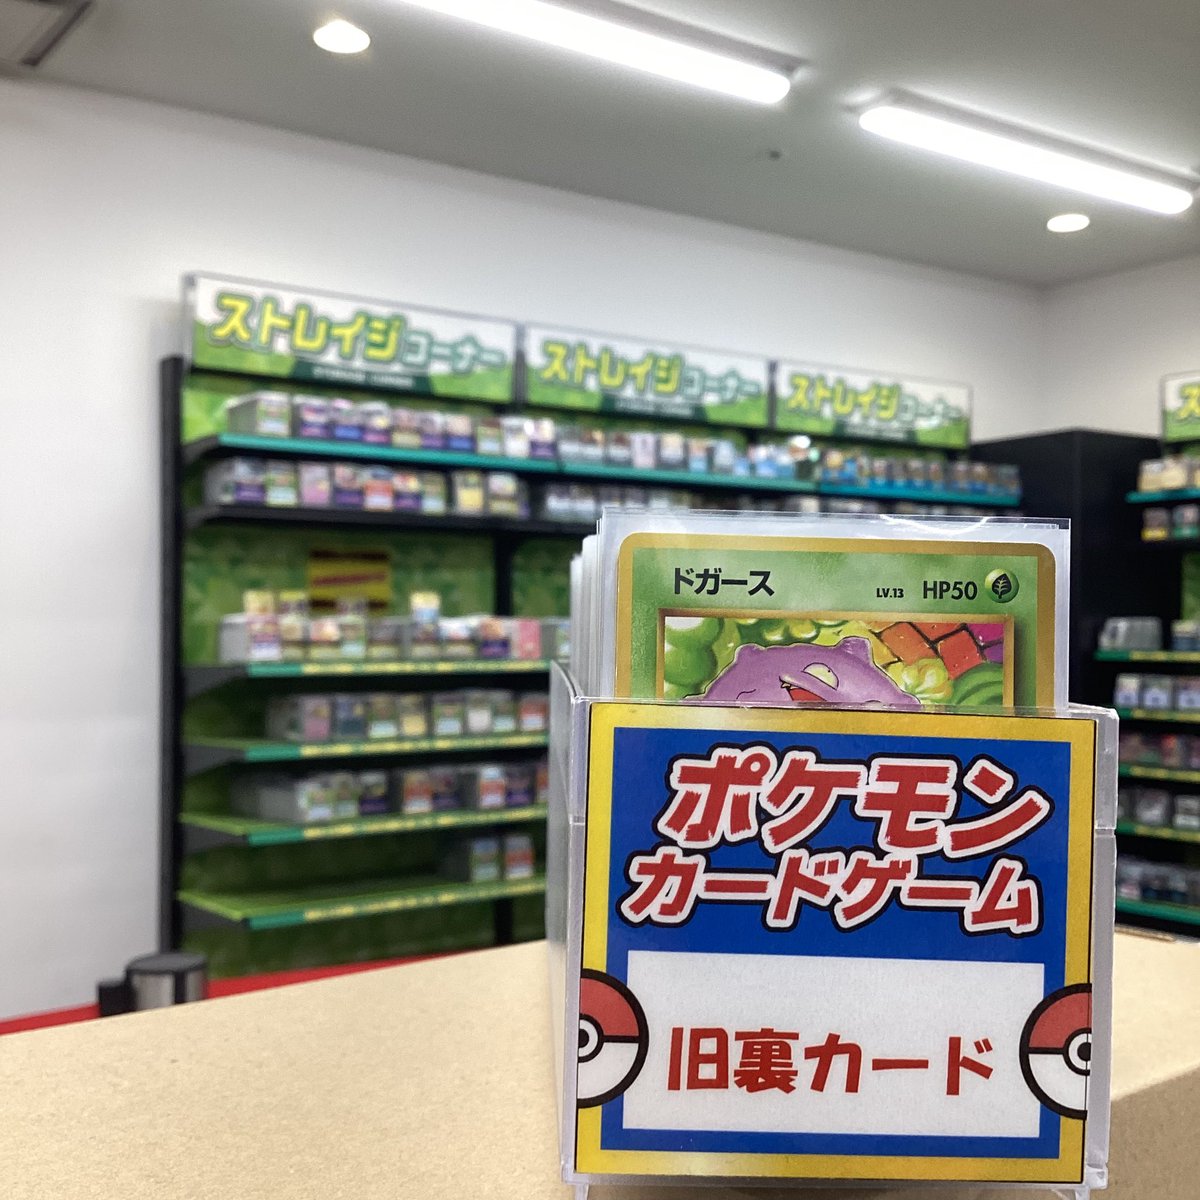 ストレイジコーナー
ストレイジコーナー
ストレイジコーナー
ドガース LV.13 HP50
ポケモン
カードゲーム
旧裏カード